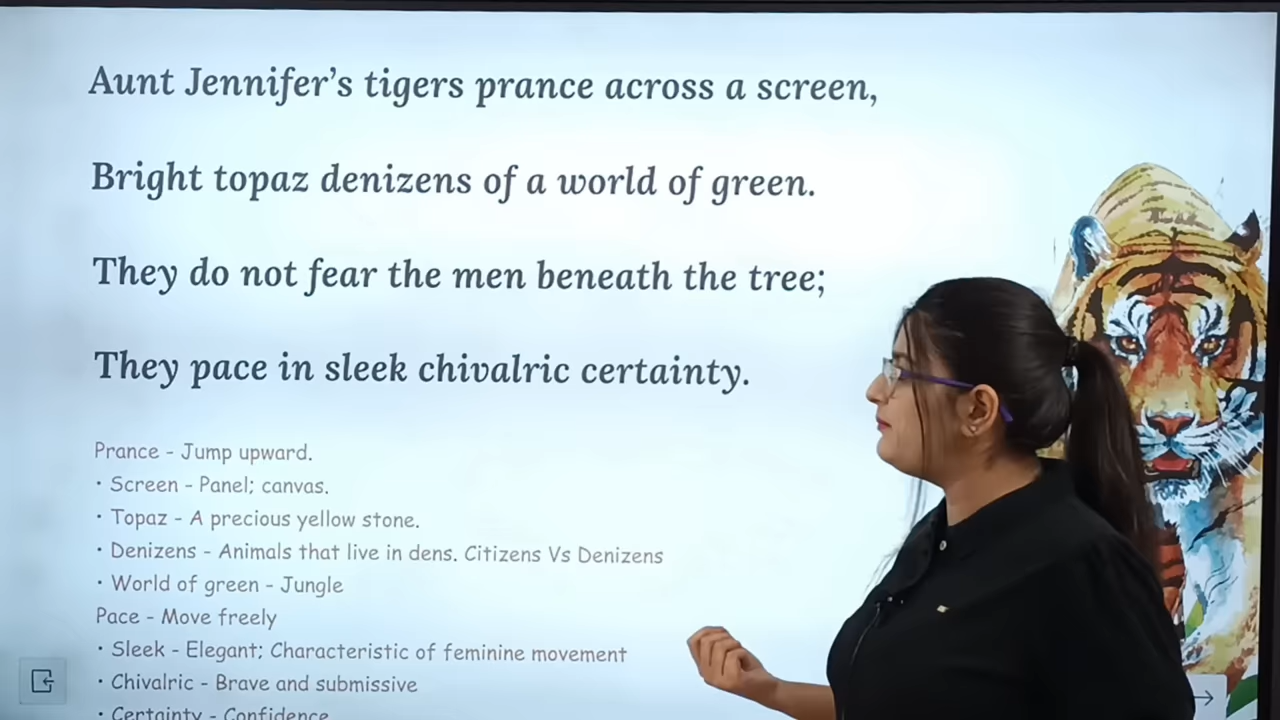 Aunt Jennifer's tigers prance across a screen,
Bright topaz denizens of a world of green.
They do not fear the men beneath the tree;
They pace in sleek chivalric certainty.
Prance - Jump upward.
• Screen - Panel; canvas.
• Topaz - A precious yellow stone.
• Denizens - Animals that live in dens. Citizens Vs Denizens
• World of green - Jungle
Pace - Move freely
• Sleek - Elegant; Characteristic of feminine movement
• Chivalric - Brave and submissive
• Certainty - Confidence